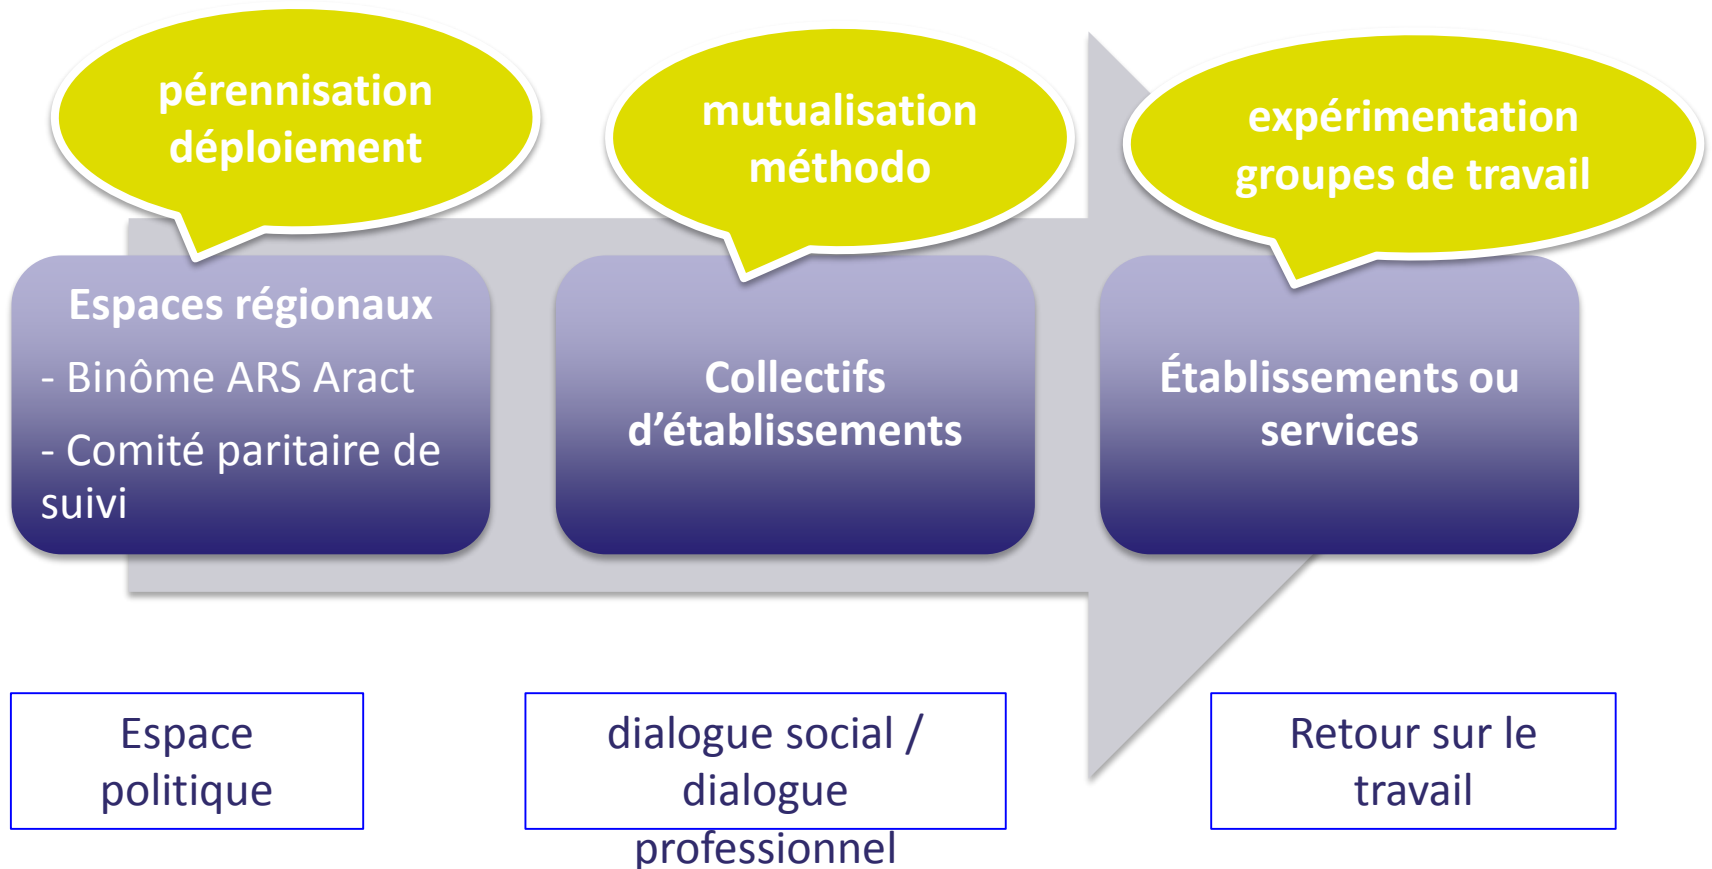 pérennisation
déploiement
mutualisation
méthodo
expérimentation
groupes de travail
Espaces régionaux
- Binôme ARS Aract
- Comité paritaire de
suivi
Collectifs
d’établissements
Établissements ou
services
Espace
politique
dialogue social /
dialogue
professionnel
Retour sur le
travail